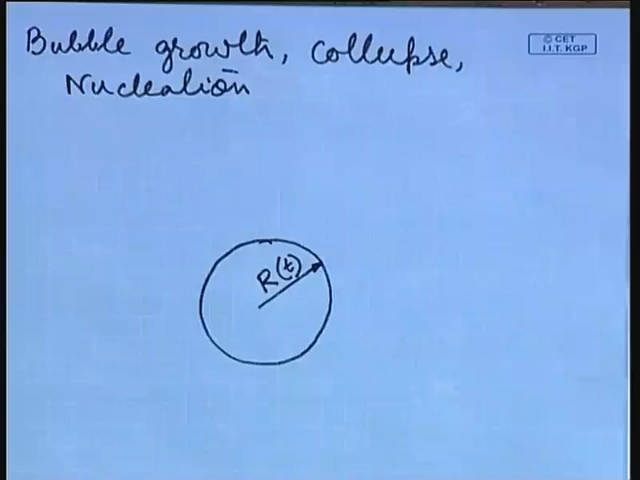 Bubble growth, Collapse,
Nucleation
© CET
I.I.T. KGP
R(t)